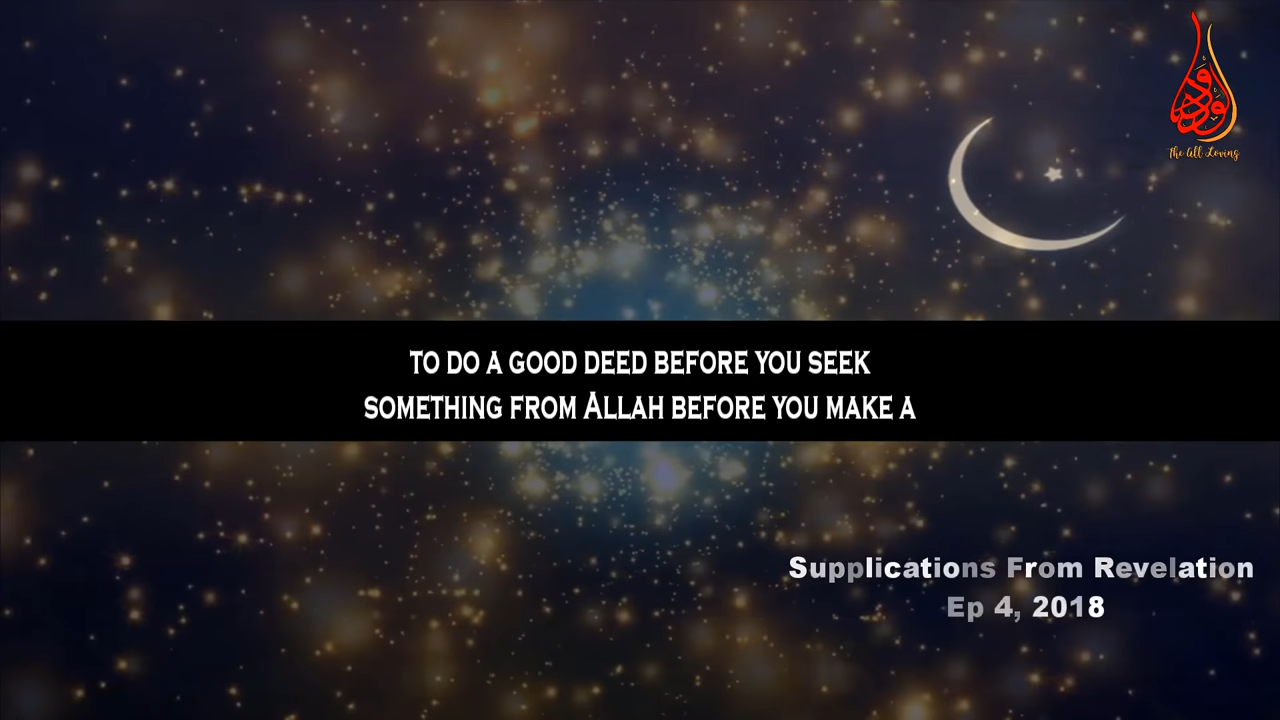 The All Loving
TO DO A GOOD DEED BEFORE YOU SEEK
SOMETHING FROM ALLAH BEFORE YOU MAKE A
Supplications From Revelation
Ep 4, 2018